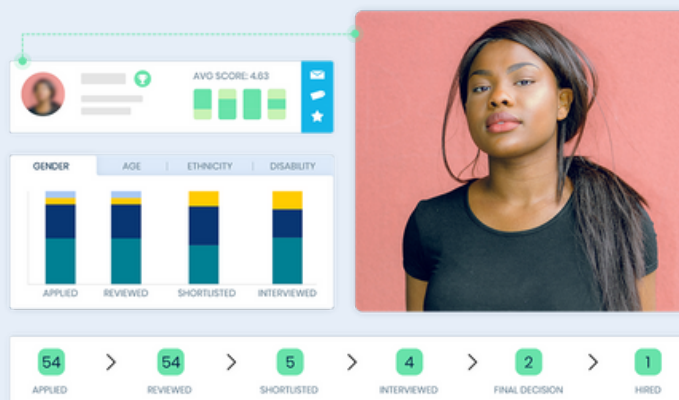 AVG SCORE: 4.63
GENDER AGE ETHNICITY DISABILITY
APPLIED REVIEWED SHORTLISTED INTERVIEWED
54 54 5 4 2 1
APPLIED REVIEWED SHORTLISTED INTERVIEWED FINAL DECISION HIRED